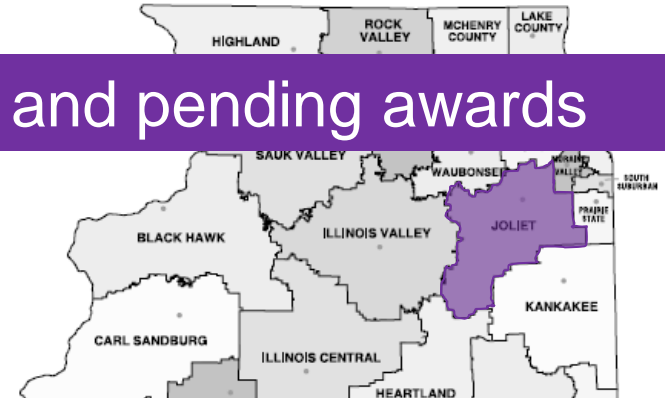 HIGHLAND
ROCK
VALLEY
MCHENRY
COUNTY
LAKE
COUNTY
and pending awards
SAUK VALLEY
WAUBONSEE
MORAINE
VALLEY
SOUTH
SUBURBAN
PRAIRIE
STATE
BLACK HAWK
ILLINOIS VALLEY
JOLIET
KANKAKEE
CARL SANDBURG
ILLINOIS CENTRAL
HEARTLAND